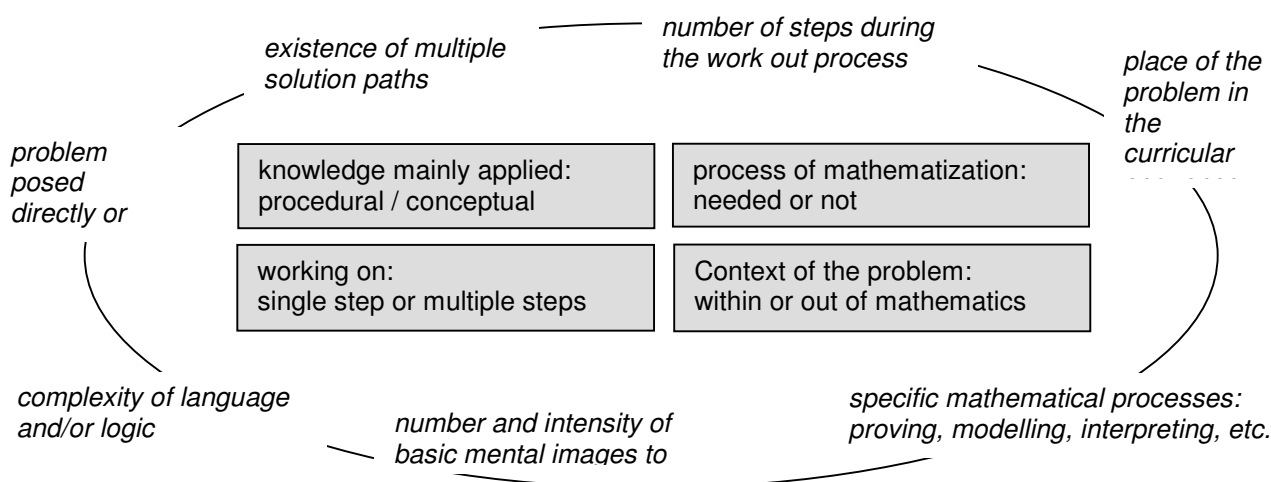 existence of multiple
solution paths
number of steps during
the work out process
place of the
problem in
the
curricular
problem
posed
directly or
knowledge mainly applied:
procedural / conceptual
process of mathematization:
needed or not
working on:
single step or multiple steps
Context of the problem:
within or out of mathematics
complexity of language
and/or logic
number and intensity of
basic mental images to
specific mathematical processes:
proving, modelling, interpreting, etc.